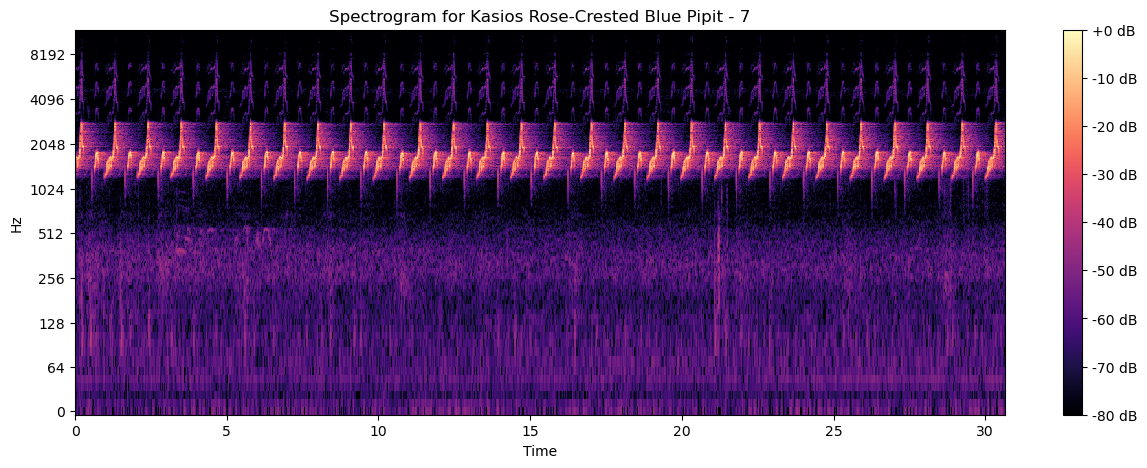 Spectrogram for Kasios Rose-Crested Blue Pipit - 7
8192
4096
2048
1024
512
256
128
64
0
Hz
0 5 10 15 20 25 30
Time
+0 dB
-10 dB
-20 dB
-30 dB
-40 dB
-50 dB
-60 dB
-70 dB
-80 dB